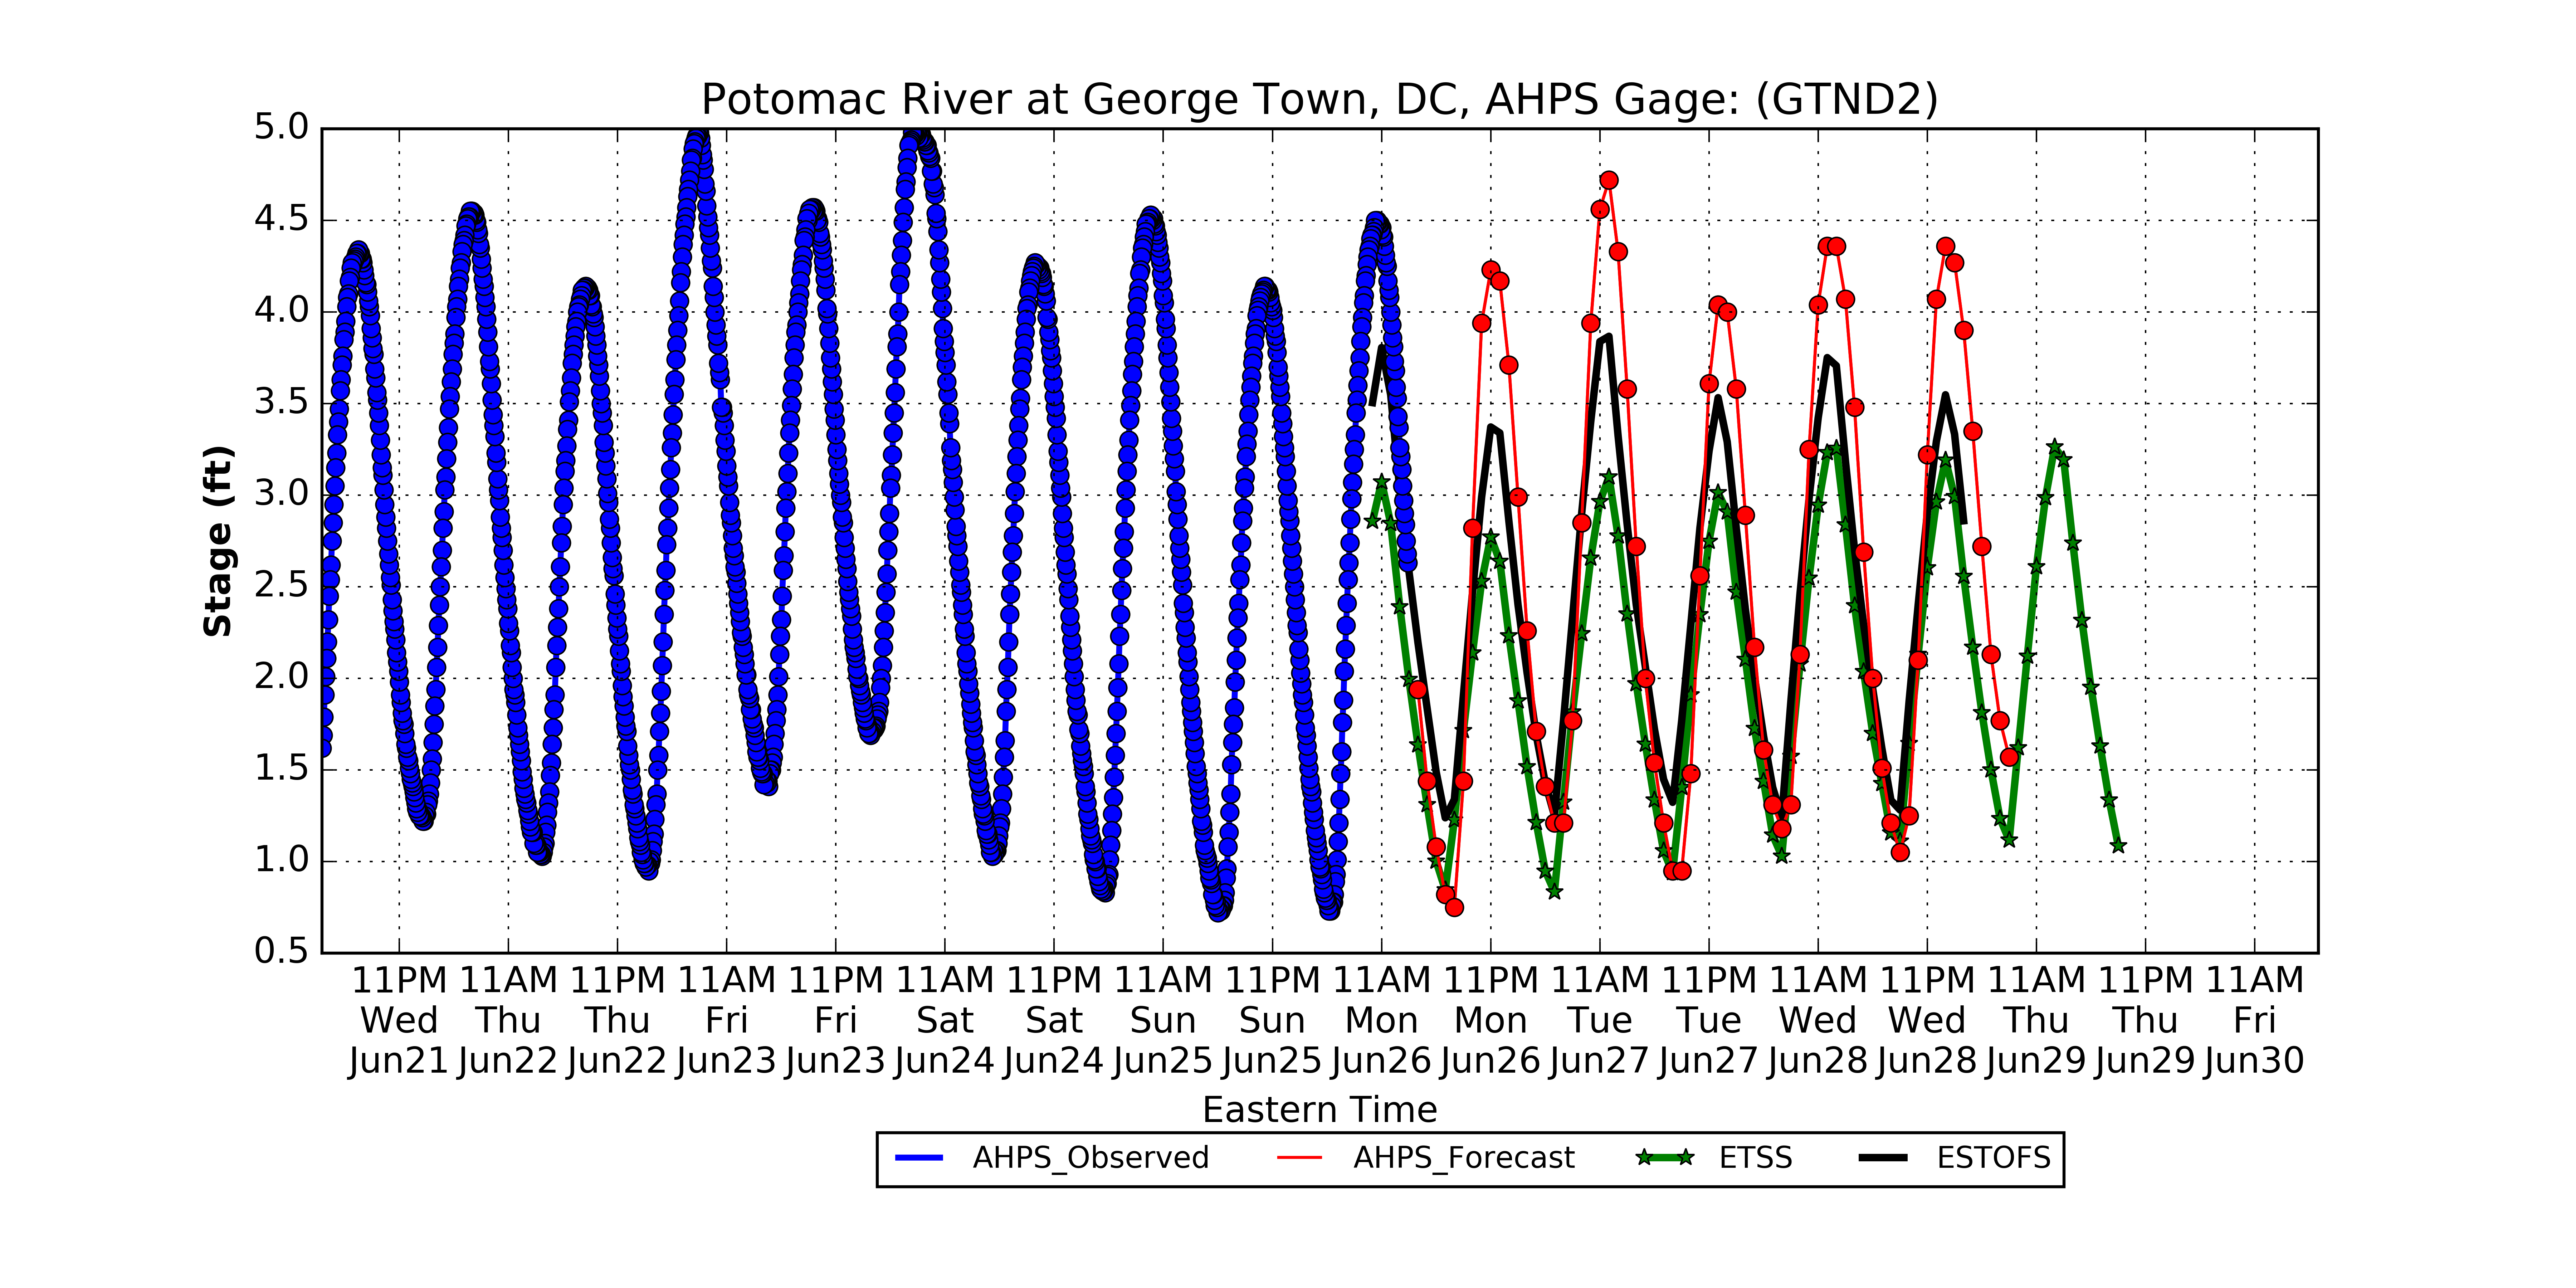 Potomac River at George Town, DC, AHPS Gage: (GTND2)
5.0
4.5
4.0
3.5
3.0
2.5
2.0
1.5
1.0
0.5
Stage (ft)
11PM 11AM 11PM 11AM 11PM 11AM 11PM 11AM 11PM 11AM 11PM 11AM 11PM 11AM 11PM 11AM 11PM 11AM
Wed Thu Thu Fri Fri Sat Sat Sun Sun Mon Mon Tue Tue Wed Wed Thu Thu Fri
Jun21 Jun22 Jun22 Jun23 Jun23 Jun24 Jun24 Jun25 Jun25 Jun26 Jun26 Jun27 Jun27 Jun28 Jun28 Jun29 Jun29 Jun30
Eastern Time
AHPS_Observed AHPS_Forecast ETSS ESTOFS